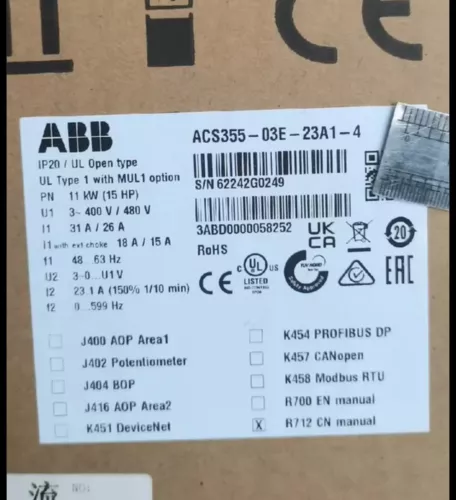 CE
ABB
ACS355-03E-23A1-4
IP20 / UL Open type
UL Type 1 with MUL1 option
S/N 62242G0249
PN 11 kW (15 HP)
U1 3~ 400 V / 480 V
I1 31 A / 26 A
3ABD0000058252
I1 with ext choke 18 A / 15 A
RoHS
f1 48...63 Hz
U2 3~0...U1 V
I2 23.1 A (150% 1/10 min)
f2 0...599 Hz
UK
CA
20
CE
UL
LISTED
EAC
J400 AOP Area1
J402 Potentiometer
J404 BOP
J416 AOP Area2
K451 DeviceNet
K454 PROFIBUS DP
K457 CANopen
K458 Modbus RTU
R700 EN manual
X R712 CN manual
NO: